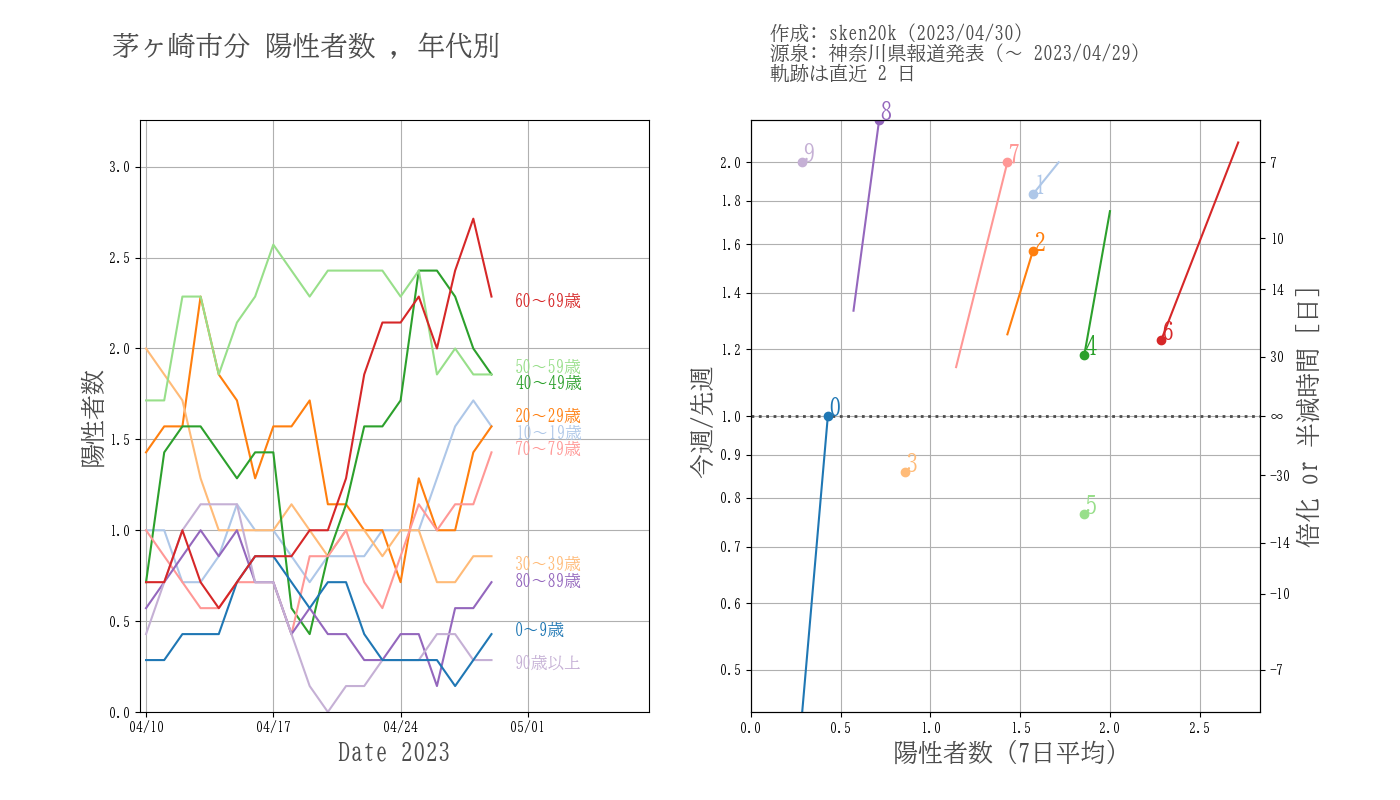 茅ヶ崎市分 陽性者数 , 年代別
作成: sken20k (2023/04/30)
源泉: 神奈川県報道発表 (〜 2023/04/29)
軌跡は直近 2 日
陽性者数
3.0
2.5
2.0
1.5
1.0
0.5
0.0
04/10
04/17
04/24
05/01
Date 2023
60〜69歳
50〜59歳
40〜49歳
20〜29歳
10〜19歳
70〜79歳
30〜39歳
80〜89歳
0〜9歳
90歳以上
今週/先週
2.0
1.8
1.6
1.4
1.2
1.0
0.9
0.8
0.7
0.6
0.5
0.0
0.5
1.0
1.5
2.0
2.5
陽性者数 (7日平均)
8
9
7
1
2
4
6
0
3
5
7
10
14
30
∞
−30
−14
−10
−7
倍化 or 半減時間 [日]